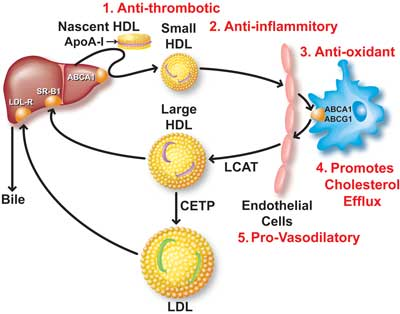 1. Anti-thrombotic
Nascent HDL
ApoA-I
Small
HDL
2. Anti-inflammitory
3. Anti-oxidant
ABCA1
SR-B1
LDL-R
Large
HDL
ABCA1
ABCG1
LCAT
4. Promotes
Cholesterol
Efflux
Bile
CETP
Endothelial
Cells
5. Pro-Vasodilatory
LDL